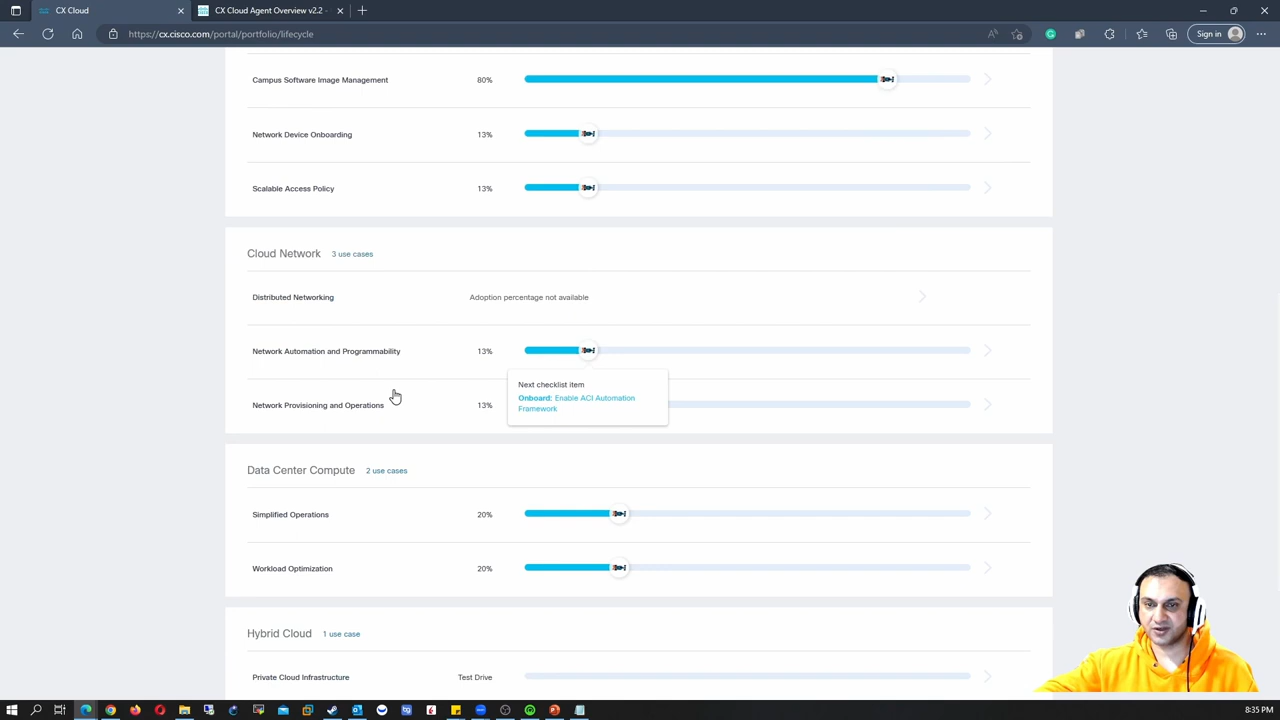 CX Cloud
CX Cloud Agent Overview v2.2 -
https://cx.cisco.com/portal/portfolio/lifecycle
Sign in
Campus Software Image Management 80%
Network Device Onboarding 13%
Scalable Access Policy 13%
Cloud Network 3 use cases
Distributed Networking Adoption percentage not available
Network Automation and Programmability 13%
Next checklist item
Onboard: Enable ACI Automation
Framework
Network Provisioning and Operations 13%
Data Center Compute 2 use cases
Simplified Operations 20%
Workload Optimization 20%
Hybrid Cloud 1 use case
Private Cloud Infrastructure Test Drive
8:35 PM